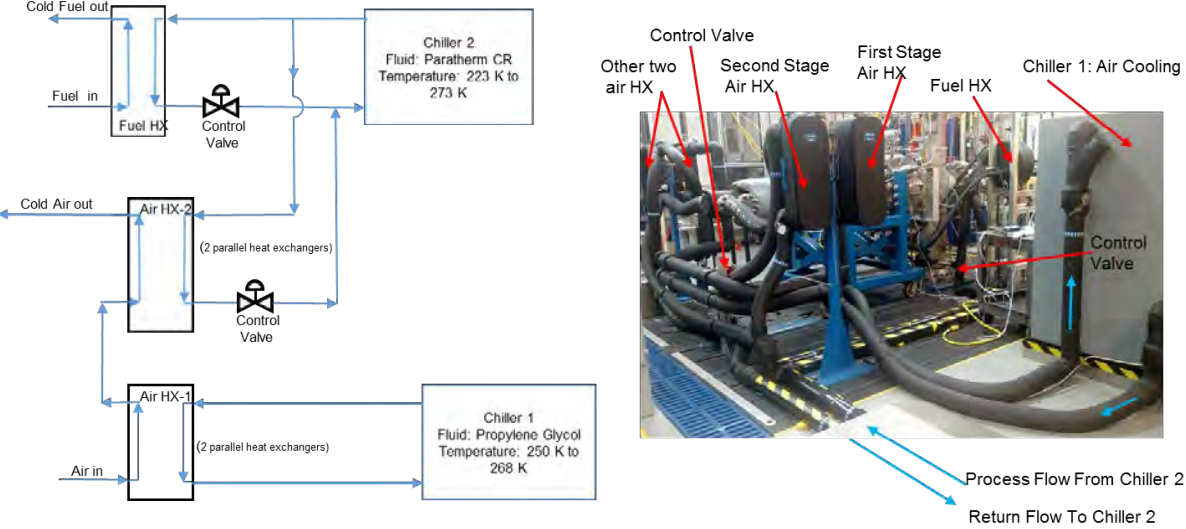 Cold Fuel out
Fuel in
Fuel HX
Control
Valve
Chiller 2
Fluid: Paratherm CR
Temperature: 223 K to
273 K
Cold Air out
Air HX-2
(2 parallel heat exchangers)
Control
Valve
Air HX-1
(2 parallel heat exchangers)
Air in
Chiller 1
Fluid: Propylene Glycol
Temperature: 250 K to
268 K
Control Valve
Other two
air HX
Second Stage
Air HX
First Stage
Air HX
Fuel HX
Chiller 1: Air Cooling
Control
Valve
Process Flow From Chiller 2
Return Flow To Chiller 2